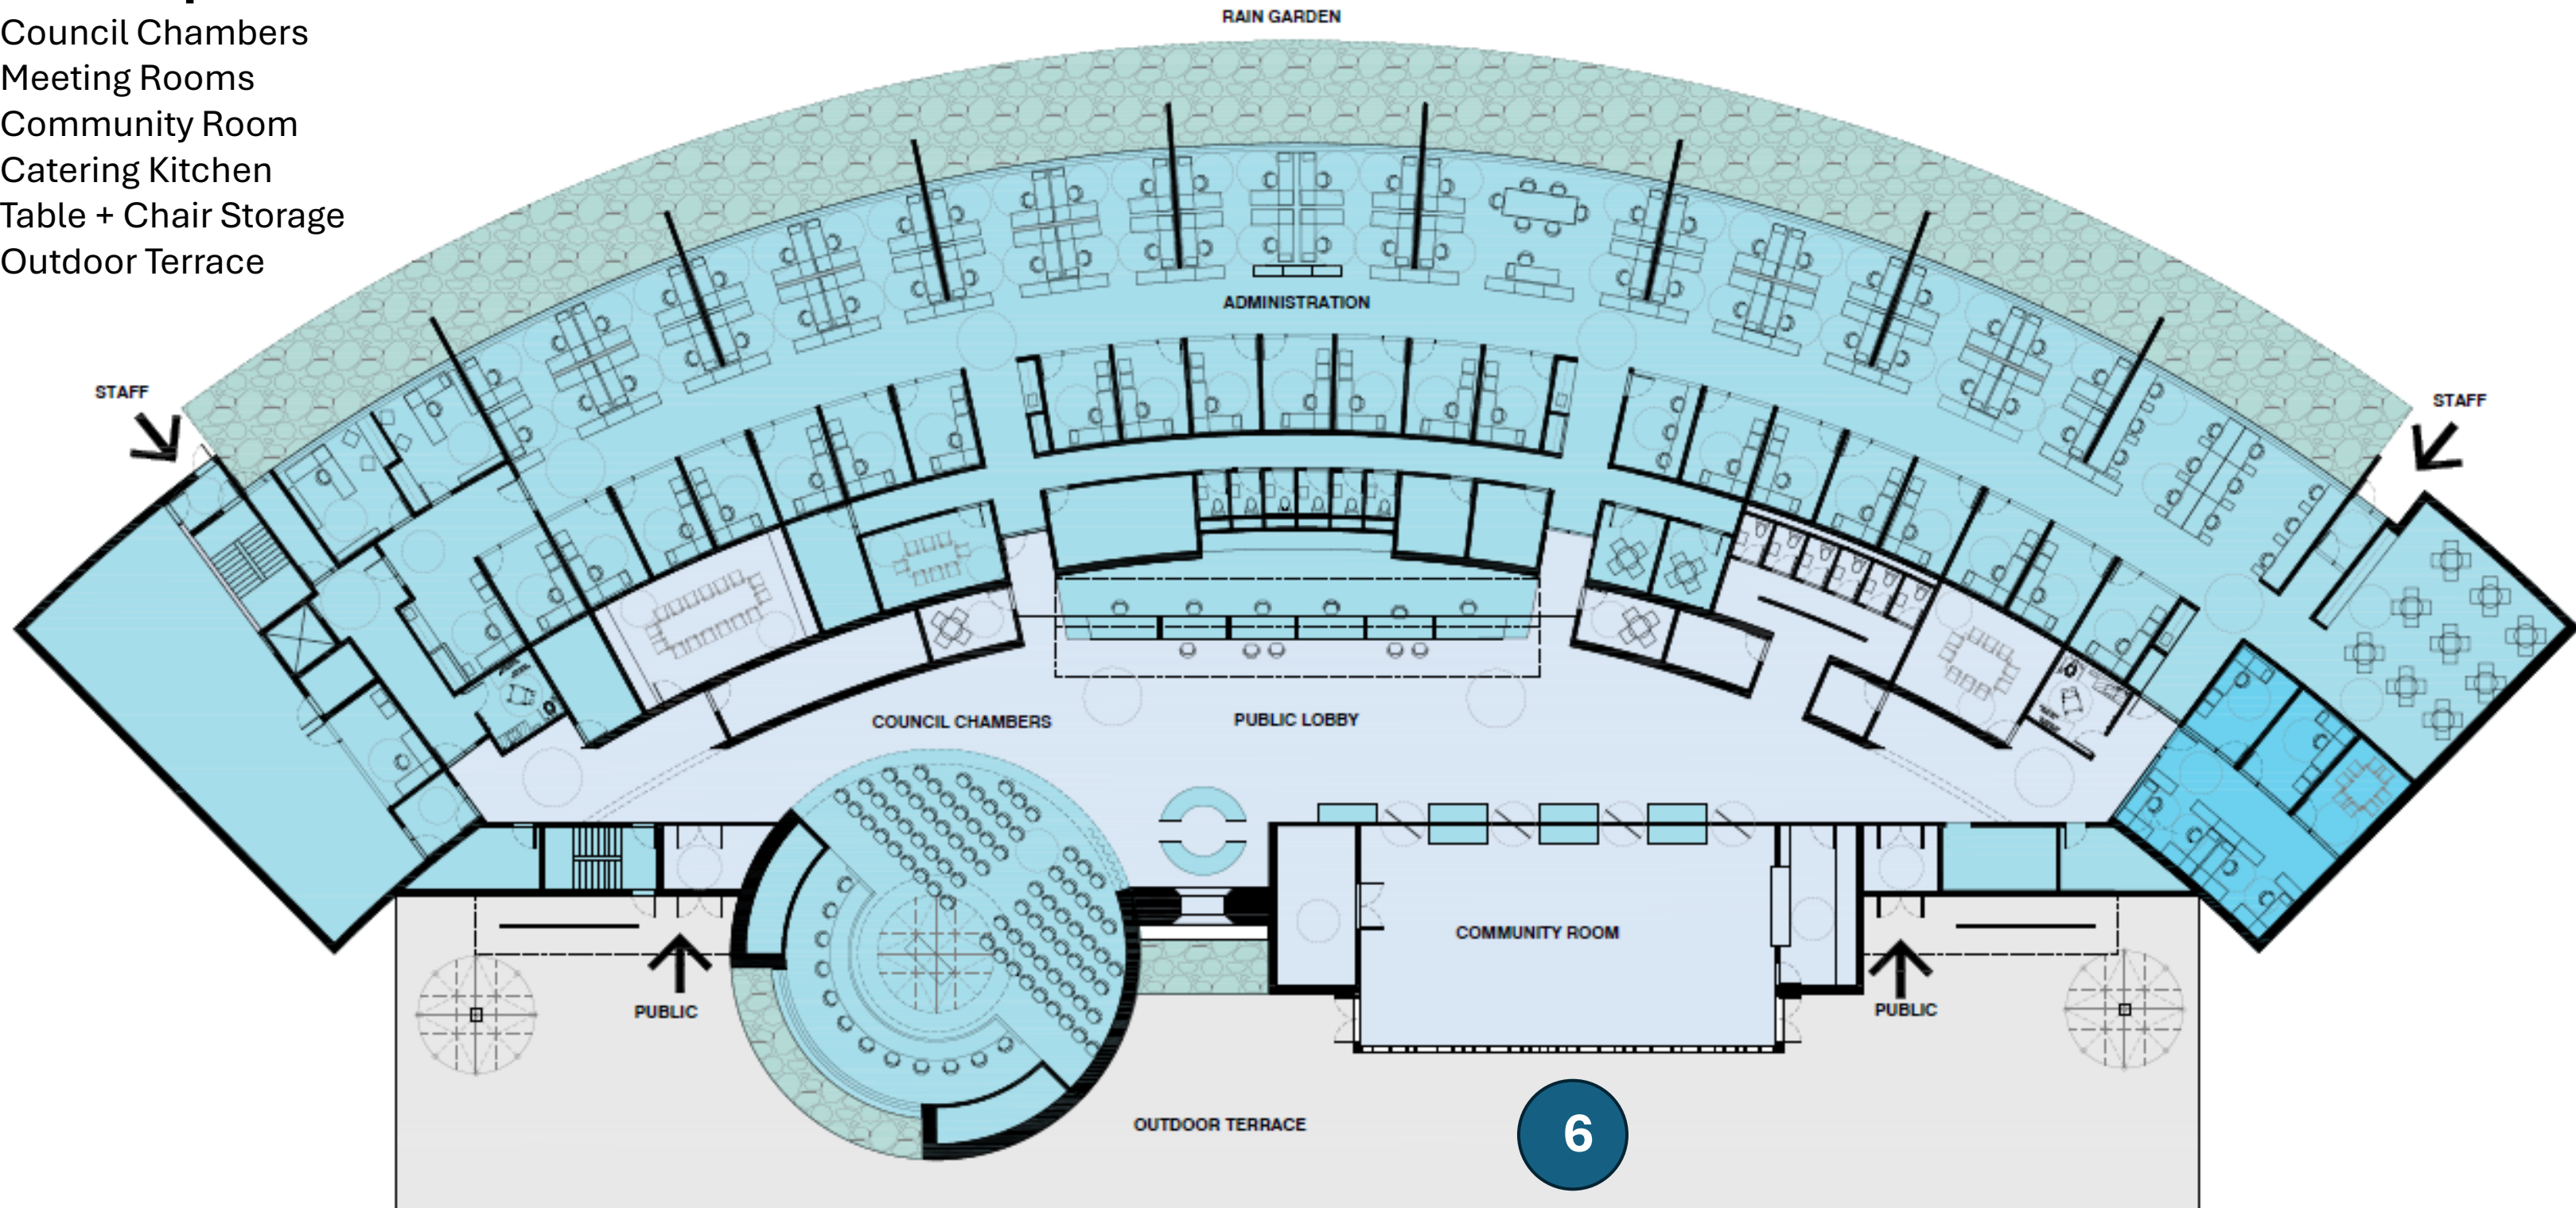 Council Chambers
Meeting Rooms
Community Room
Catering Kitchen
Table + Chair Storage
Outdoor Terrace
RAIN GARDEN
ADMINISTRATION
STAFF
STAFF
COUNCIL CHAMBERS
PUBLIC LOBBY
COMMUNITY ROOM
PUBLIC
PUBLIC
OUTDOOR TERRACE
6